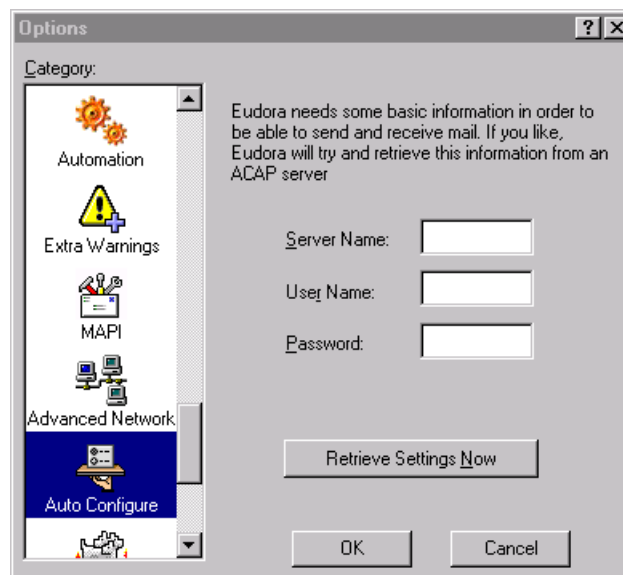 Options
Category:
Automation
Extra Warnings
MAPI
Advanced Network
Auto Configure
Eudora needs some basic information in order to
be able to send and receive mail. If you like,
Eudora will try and retrieve this information from an
ACAP server
Server Name:
User Name:
Password:
Retrieve Settings Now
OK
Cancel